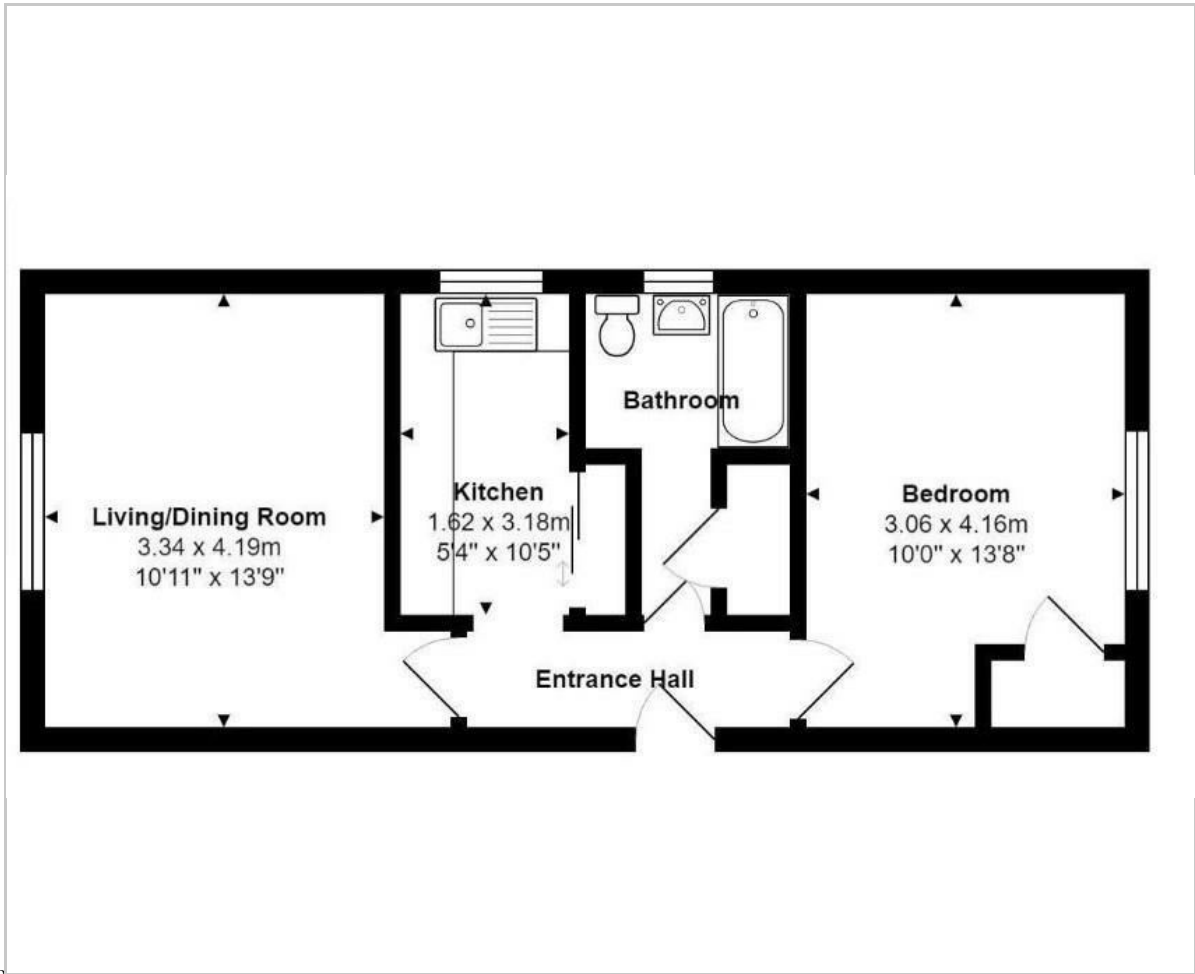 Living/Dining Room
3.34 x 4.19m
10'11" x 13'9"
Kitchen
1.62 x 3.18m
5'4" x 10'5"
Bathroom
Bedroom
3.06 x 4.16m
10'0" x 13'8"
Entrance Hall